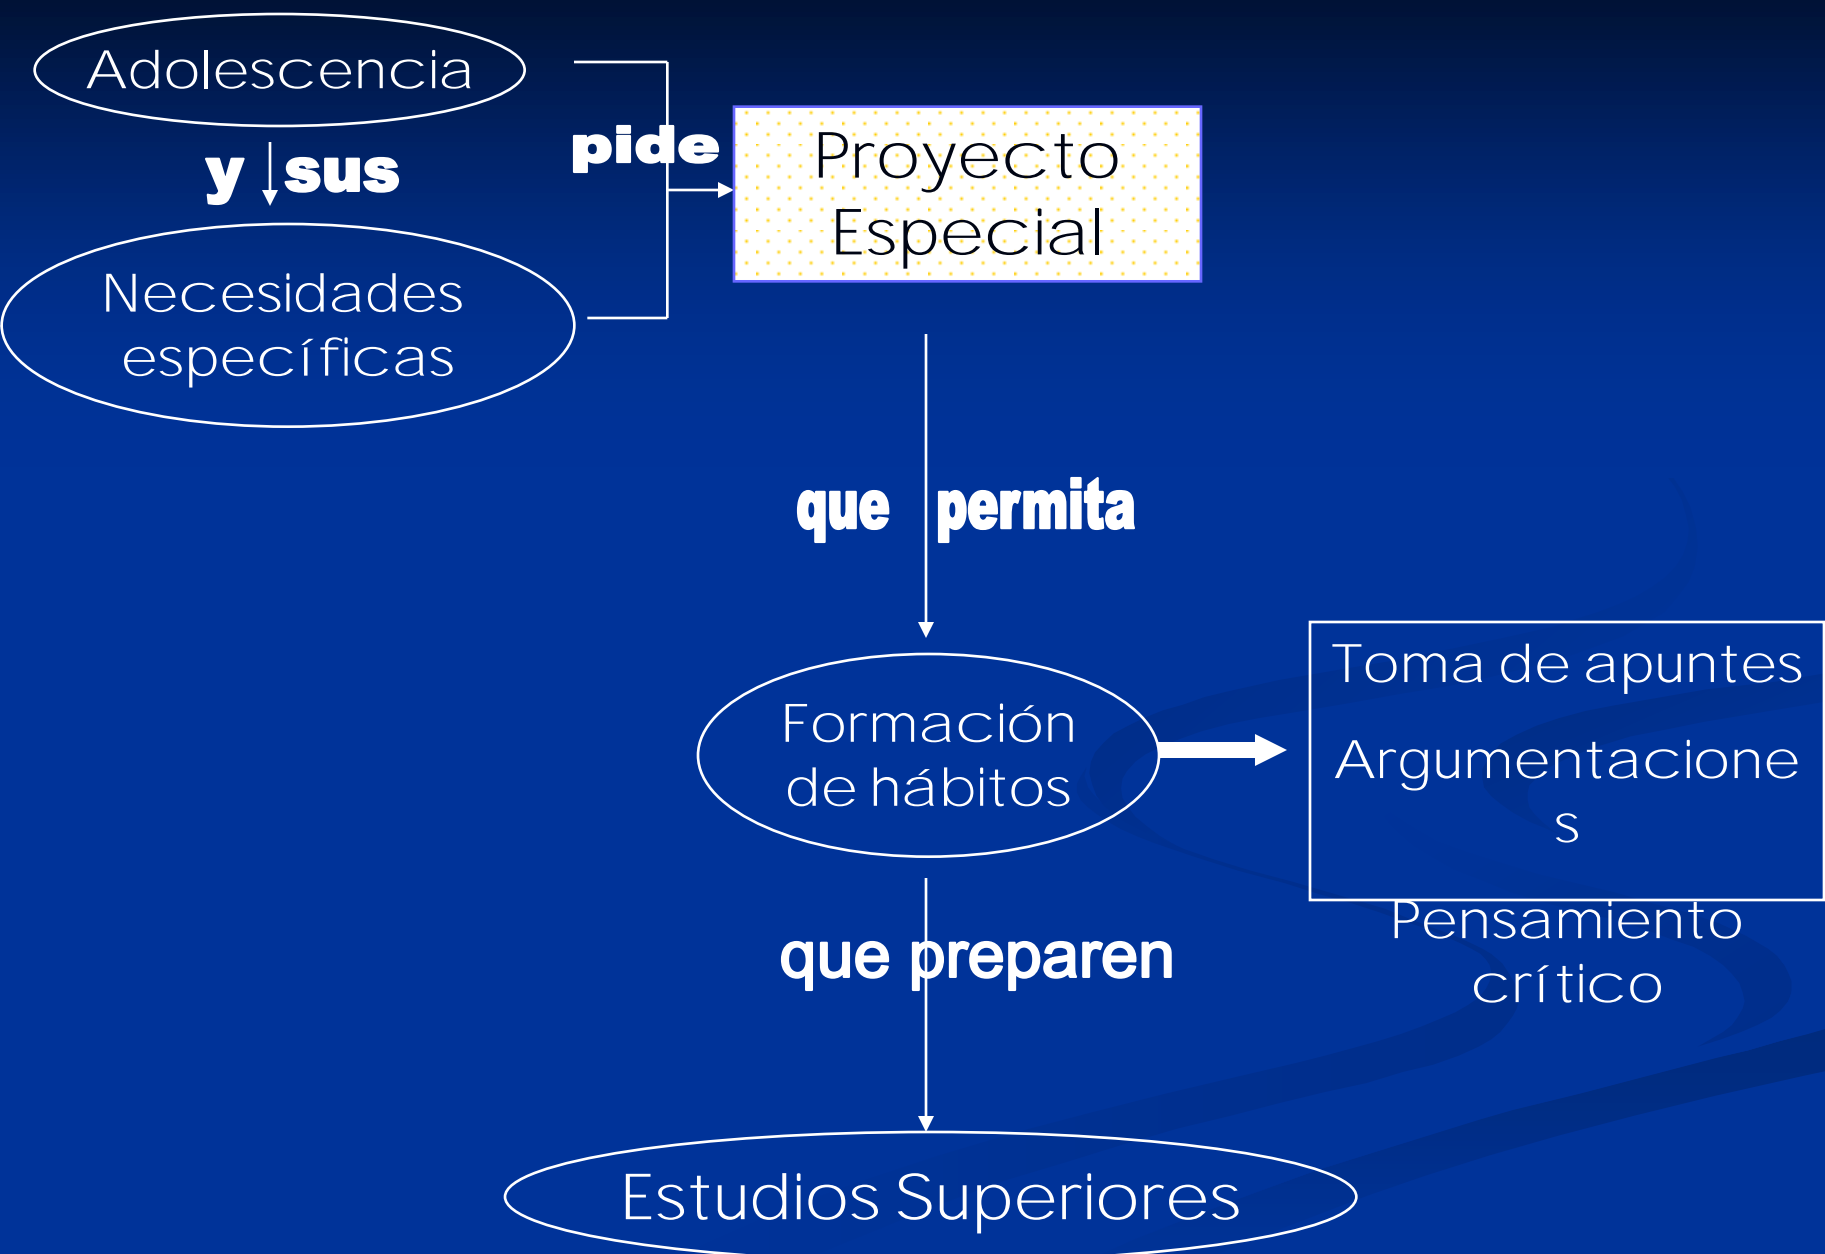 Adolescencia
y sus
Necesidades
específicas
pide
Proyecto
Especial
que permita
Formación
de hábitos
Toma de apuntes
Argumentacione
s
Pensamiento
crítico
que preparen
Estudios Superiores